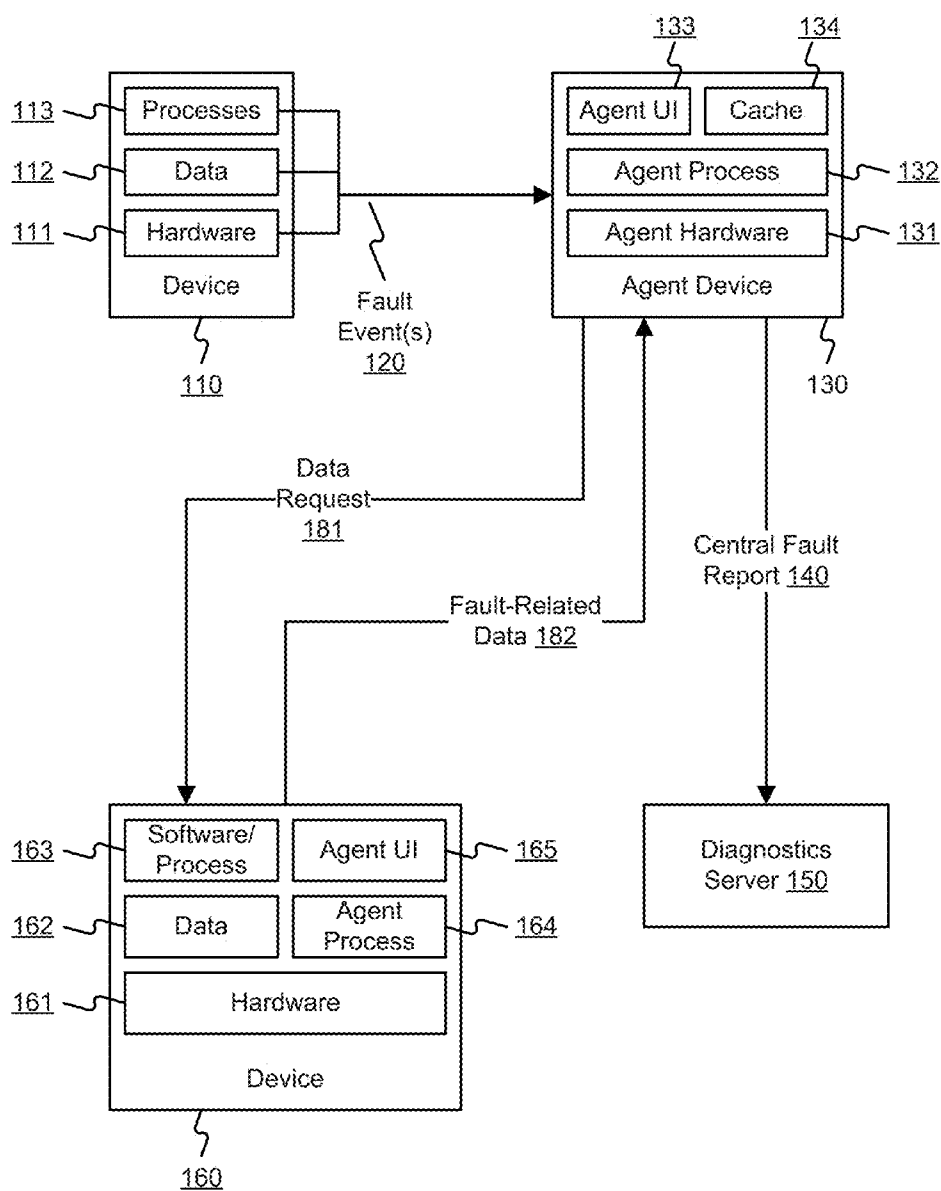 133
134
113
Processes
112
Data
111
Hardware
Device
110
Fault
Event(s)
120
Agent UI
Cache
Agent Process
132
Agent Hardware
131
Agent Device
130
Data
Request
181
Central Fault
Report 140
Fault-Related
Data 182
163
Software/
Process
Agent UI
165
162
Data
Agent
Process
164
161
Hardware
Device
160
Diagnostics
Server 150